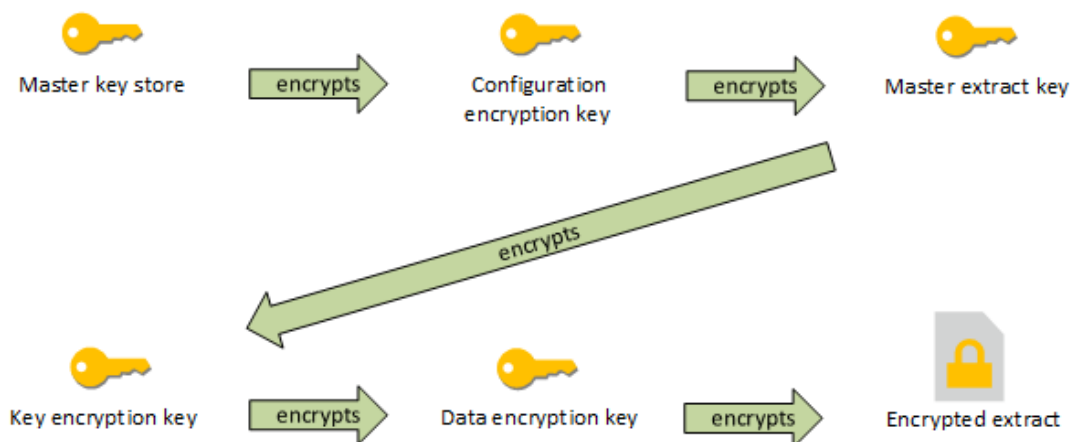 Master key store
encrypts
Configuration
encryption key
encrypts
Master extract key
encrypts
Key encryption key
encrypts
Data encryption key
encrypts
Encrypted extract